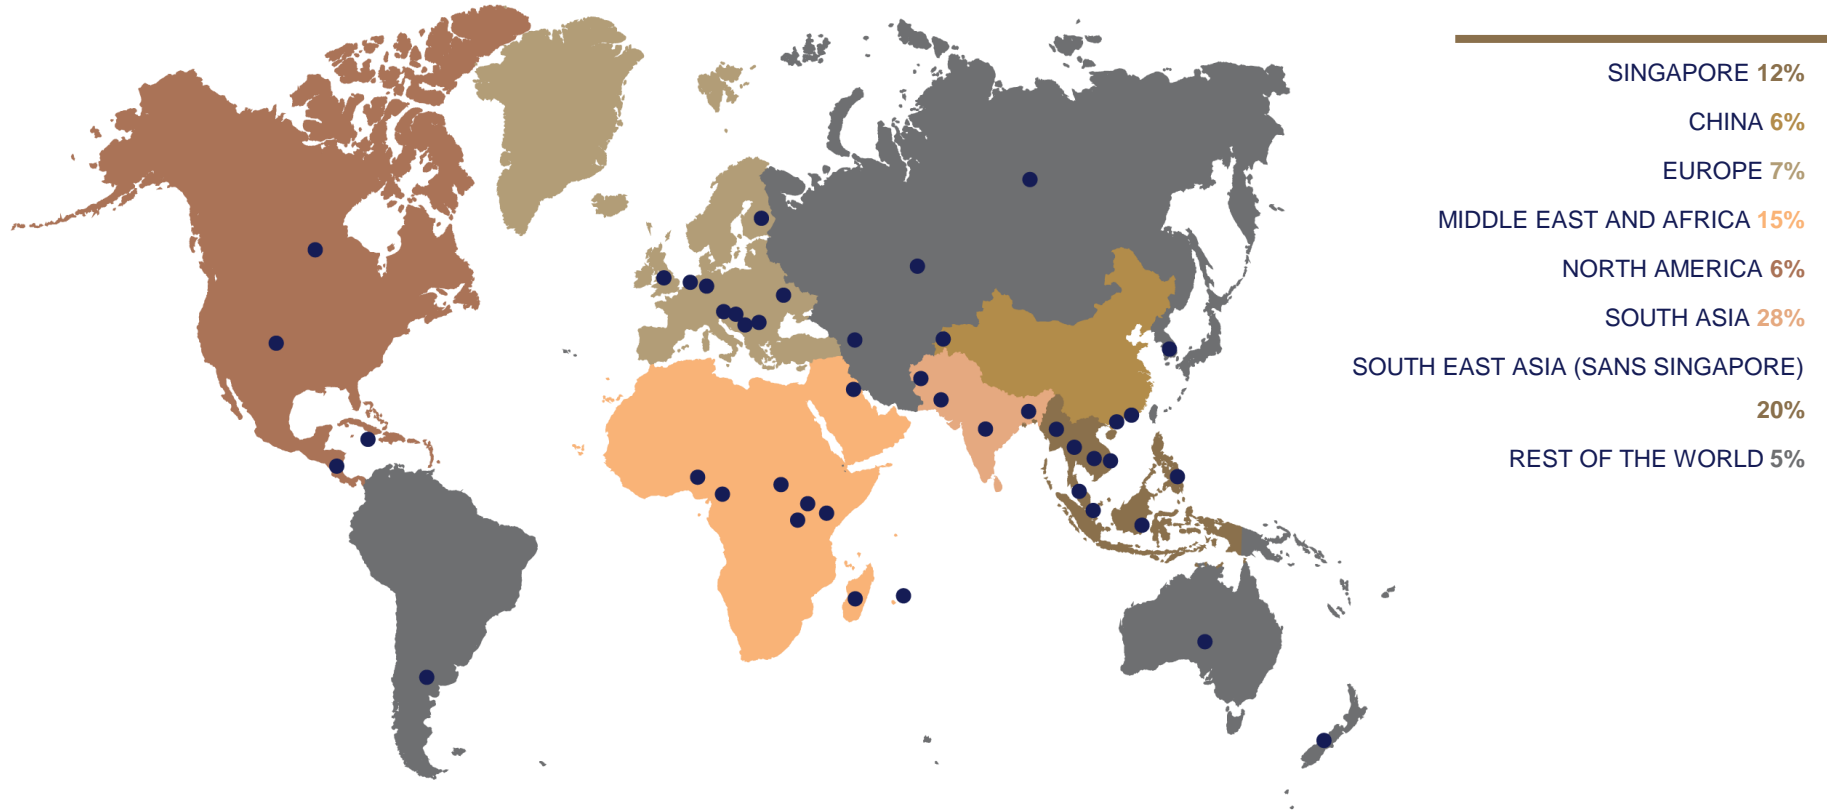 SINGAPORE 12%
CHINA 6%
EUROPE 7%
MIDDLE EAST AND AFRICA 15%
NORTH AMERICA 6%
SOUTH ASIA 28%
SOUTH EAST ASIA (SANS SINGAPORE)
20%
REST OF THE WORLD 5%